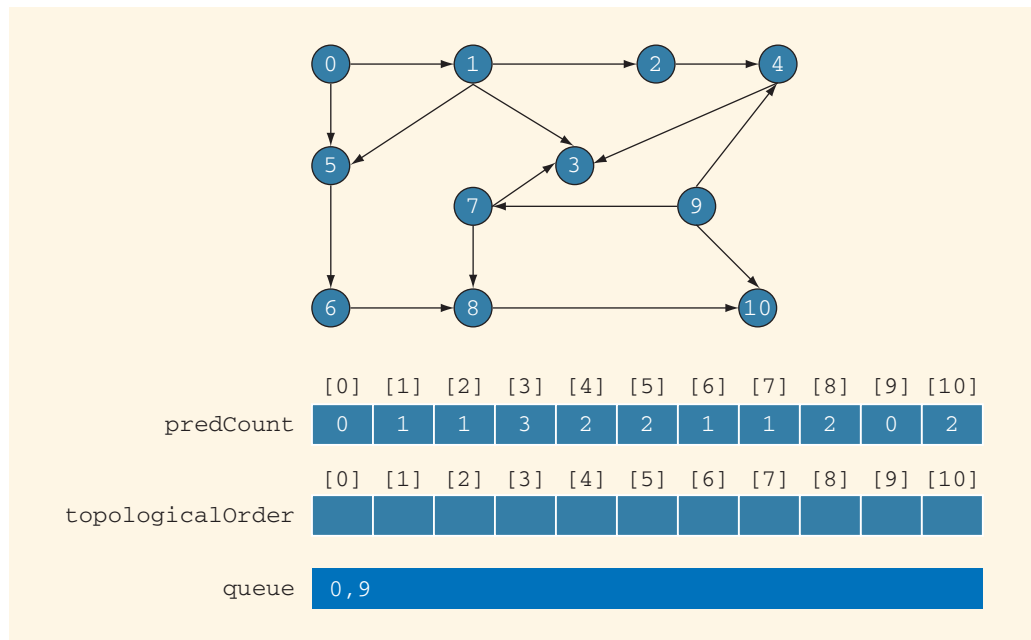 0 1 2 4
5 3
7 9
6 8 10
[0] [1] [2] [3] [4] [5] [6] [7] [8] [9] [10]
predCount 0 1 1 3 2 2 1 1 2 0 2
[0] [1] [2] [3] [4] [5] [6] [7] [8] [9] [10]
topologicalOrder
queue 0,9